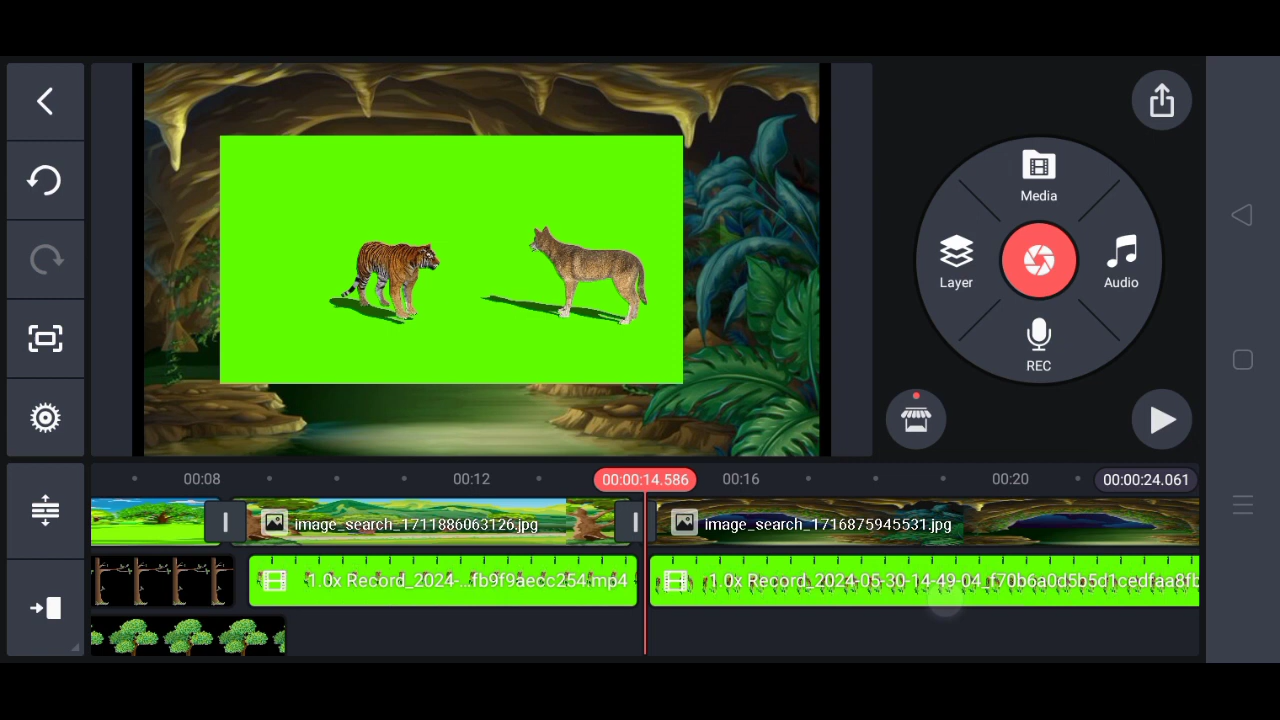 Media
Layer
Audio
REC
00:08
00:12
00:00:14.586
00:16
00:20
00:00:24.061
image_search_1711886063126.jpg
image_search_1716875945531.jpg
1.0x Record_2024-...fb9f9aecc254.mp4
1.0x Record_2024-05-30-14-49-04_f70b6a0d5b5d1cedfaa8fb